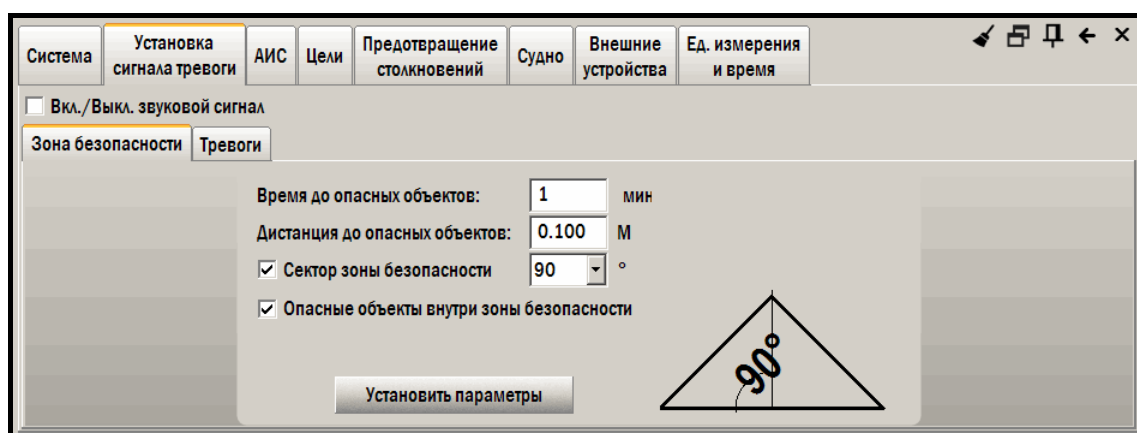 Система
Установка
сигнала тревоги
АИС
Цели
Предотвращение
столкновений
Судно
Внешние
устройства
Ед. измерения
и время
Вкл./Выкл. звуковой сигнал
Зона безопасности
Тревоги
Время до опасных объектов: 1 мин
Дистанция до опасных объектов: 0.100 М
Сектор зоны безопасности 90 °
Опасные объекты внутри зоны безопасности
90°
Установить параметры